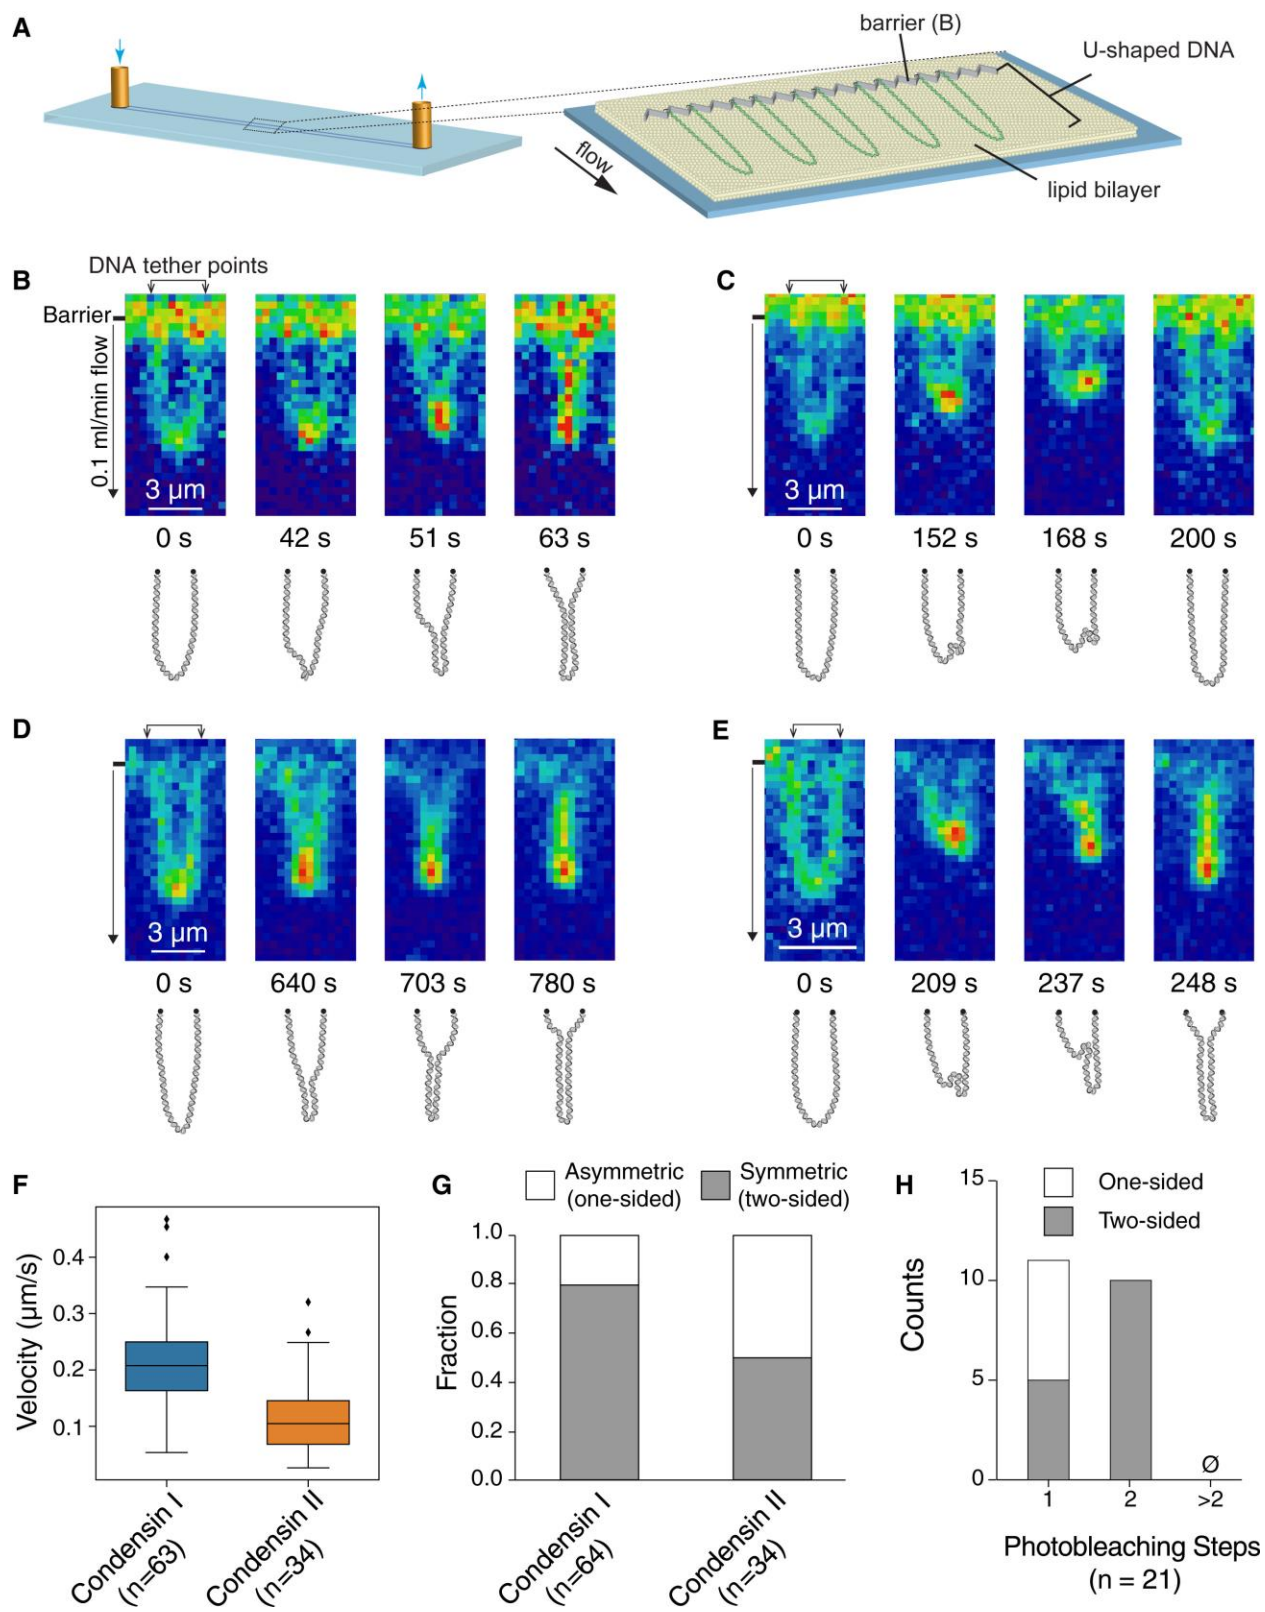 A
barrier (B)
U-shaped DNA
flow
lipid bilayer
B
DNA tether points
C
Barrier
0.1 ml/min flow
3 µm
3 µm
0 s
42 s
51 s
63 s
0 s
152 s
168 s
200 s
D
E
3 µm
3 µm
0 s
640 s
703 s
780 s
0 s
209 s
237 s
248 s
F
Velocity (µm/s)
0.4
0.3
0.2
0.1
Condensin I
(n=63)
Condensin II
(n=34)
G
Asymmetric
(one-sided)
Symmetric
(two-sided)
Fraction
1.0
0.8
0.6
0.4
0.2
0.0
Condensin I
(n=64)
Condensin II
(n=34)
H
One-sided
Two-sided
Counts
15
10
5
0
Ø
1
2
>2
Photobleaching Steps
(n = 21)